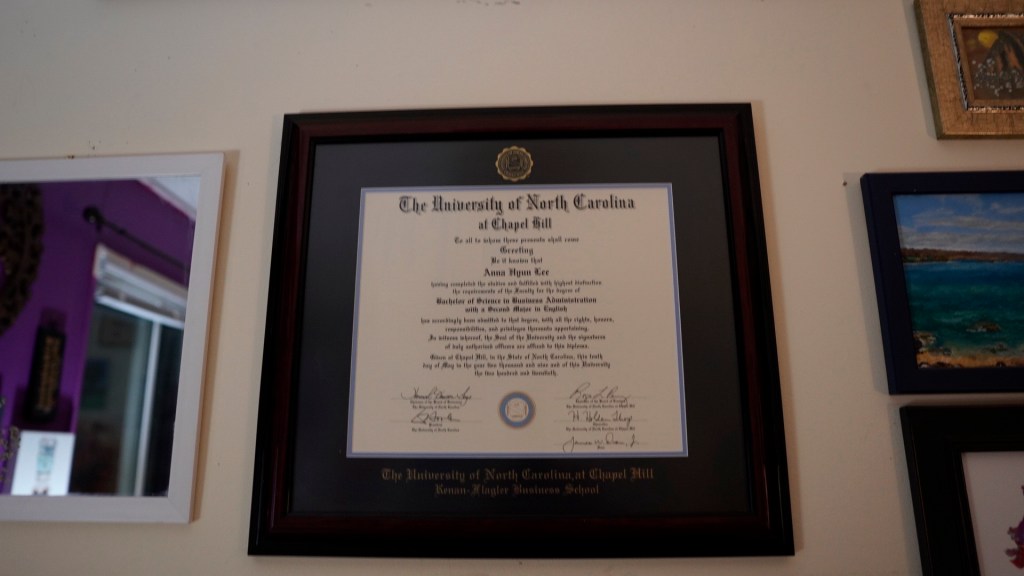 The University of North Carolina
at Chapel Hill
To all to whom these presents shall come
Greeting
Be it known that
Anna Hyun Lee
having completed the studies and fulfilled with highest distinction
the requirements of the Faculty for the degree of
Bachelor of Science in Business Administration
with a Second Major in English
has accordingly been admitted to that degree, with all the rights, honors,
responsibilities, and privileges thereunto appertaining.
In witness whereof, the Seal of the University and the signatures
of duly authorized officers are affixed to this diploma.
Given at Chapel Hill, in the State of North Carolina, this tenth
day of May in the year two thousand and nine and of this University
the two hundred and twentieth.
The University of North Carolina at Chapel Hill
Kenan-Flagler Business School